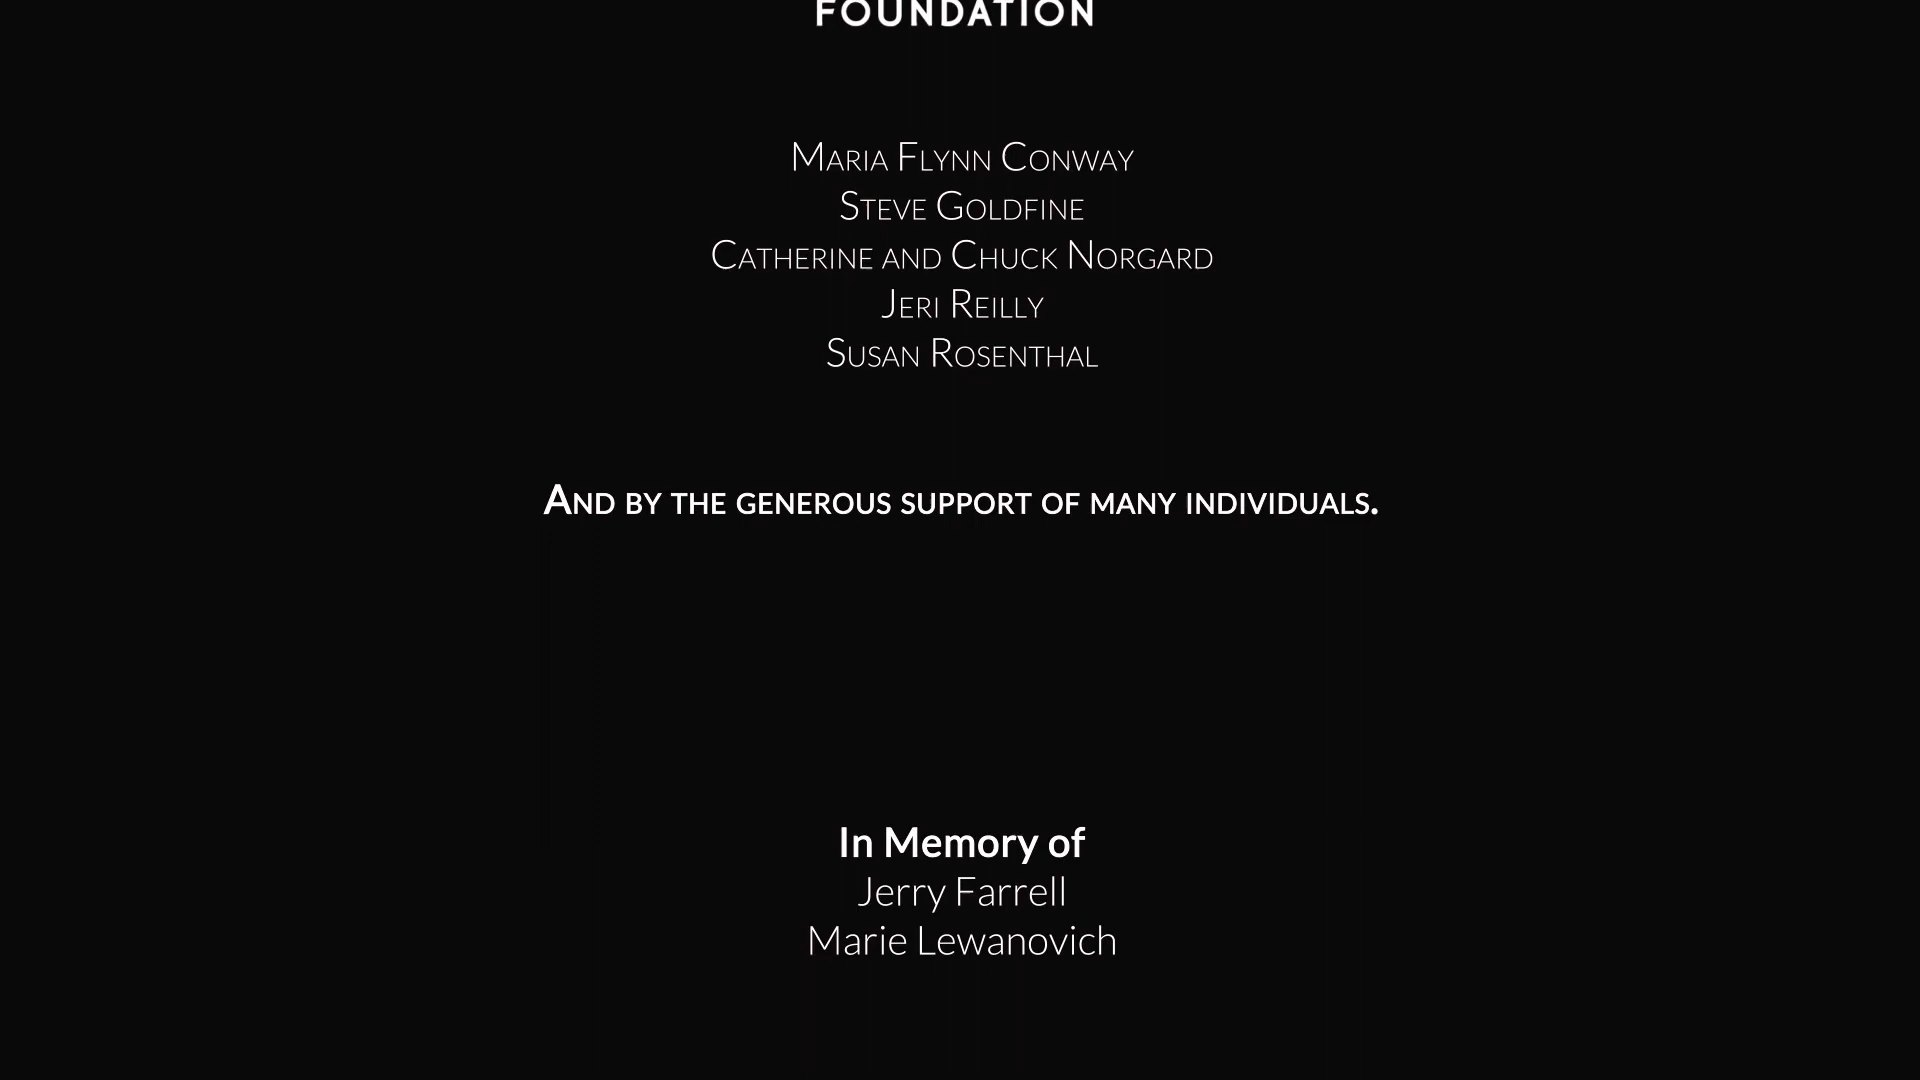 FOUNDATION
Maria Flynn Conway
Steve Goldfine
Catherine and Chuck Norgard
Jeri Reilly
Susan Rosenthal
And by the generous support of many individuals.
In Memory of
Jerry Farrell
Marie Lewanovich